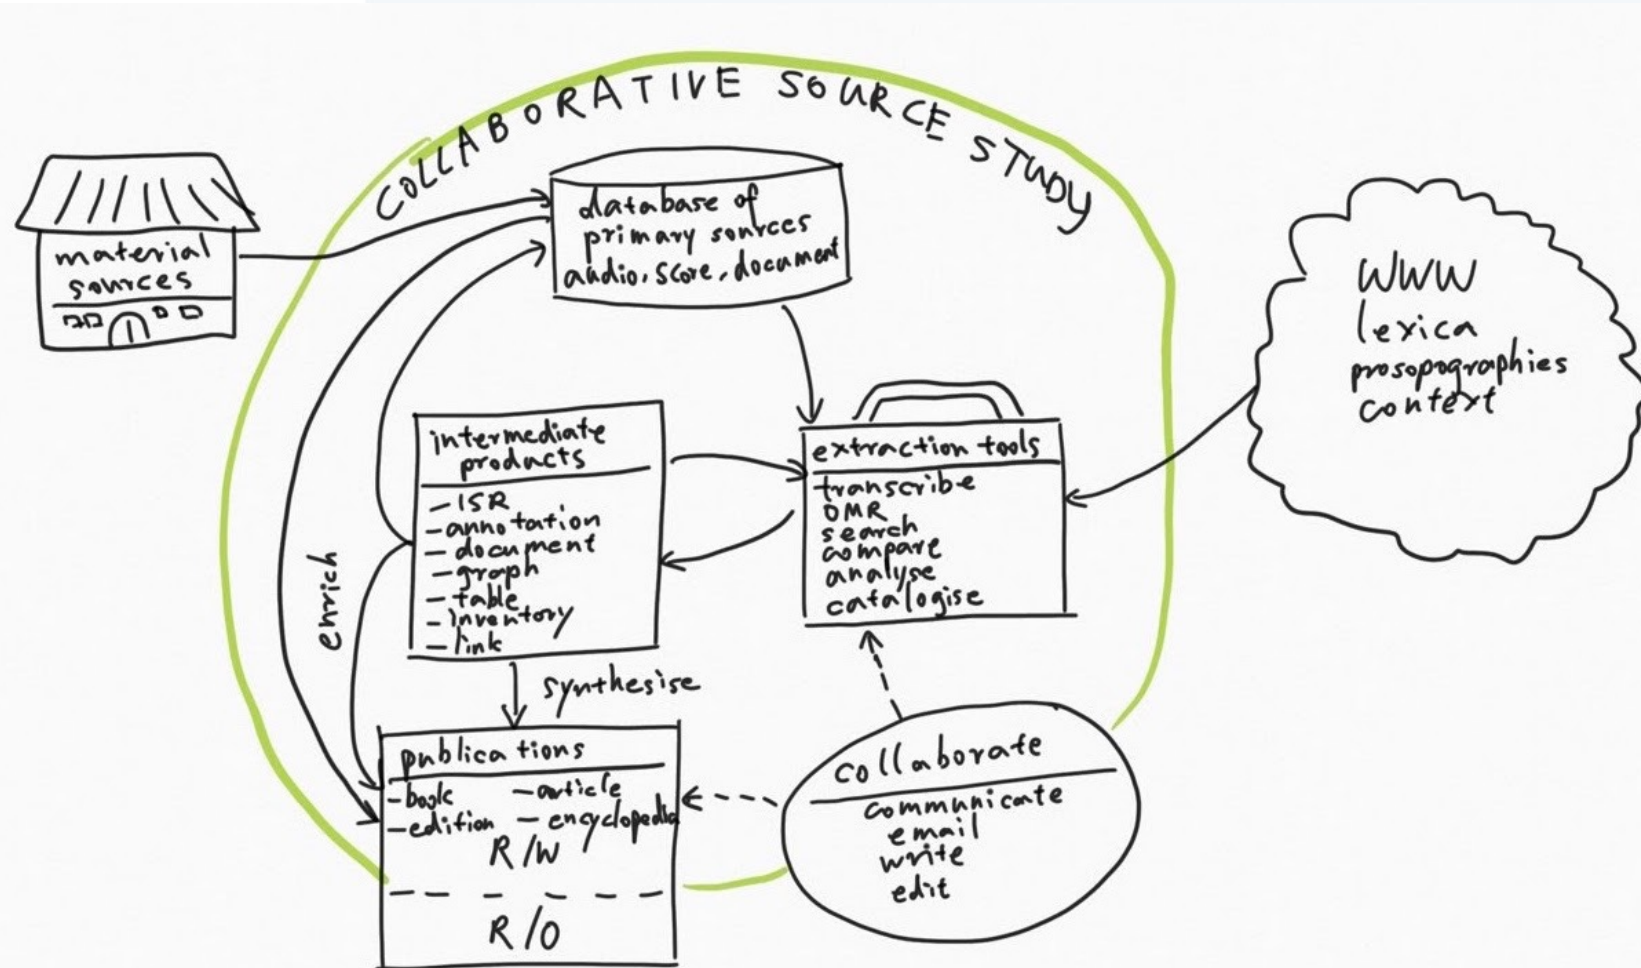 COLLABORATIVE SOURCE STUDY
material
sources
database of
primary sources
audio, score, document
WWW
lexica
prosopographies
context
intermediate
products
- ISR
- annotation
- document
- graph
- table
- inventory
- link
extraction tools
transcribe
OMR
search
compare
analyse
catalogise
enrich
synthesise
publications
- book - article
- edition - encyclopedia
R/W
R/O
collaborate
communicate
email
write
edit